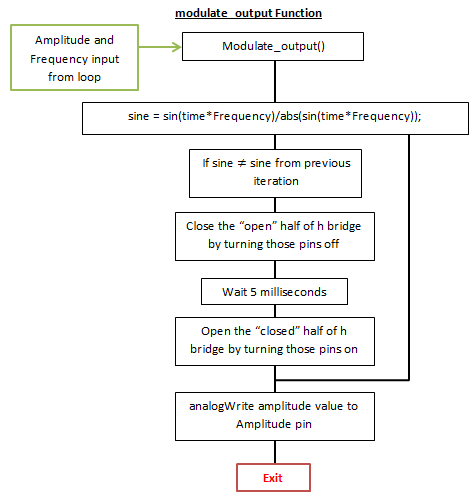 modulate_output Function
Amplitude and
Frequency input
from loop
Modulate_output()
sine = sin(time*Frequency)/abs(sin(time*Frequency));
If sine ≠ sine from previous
iteration
Close the “open” half of h bridge
by turning those pins off
Wait 5 milliseconds
Open the “closed” half of h
bridge by turning those pins on
analogWrite amplitude value to
Amplitude pin
Exit